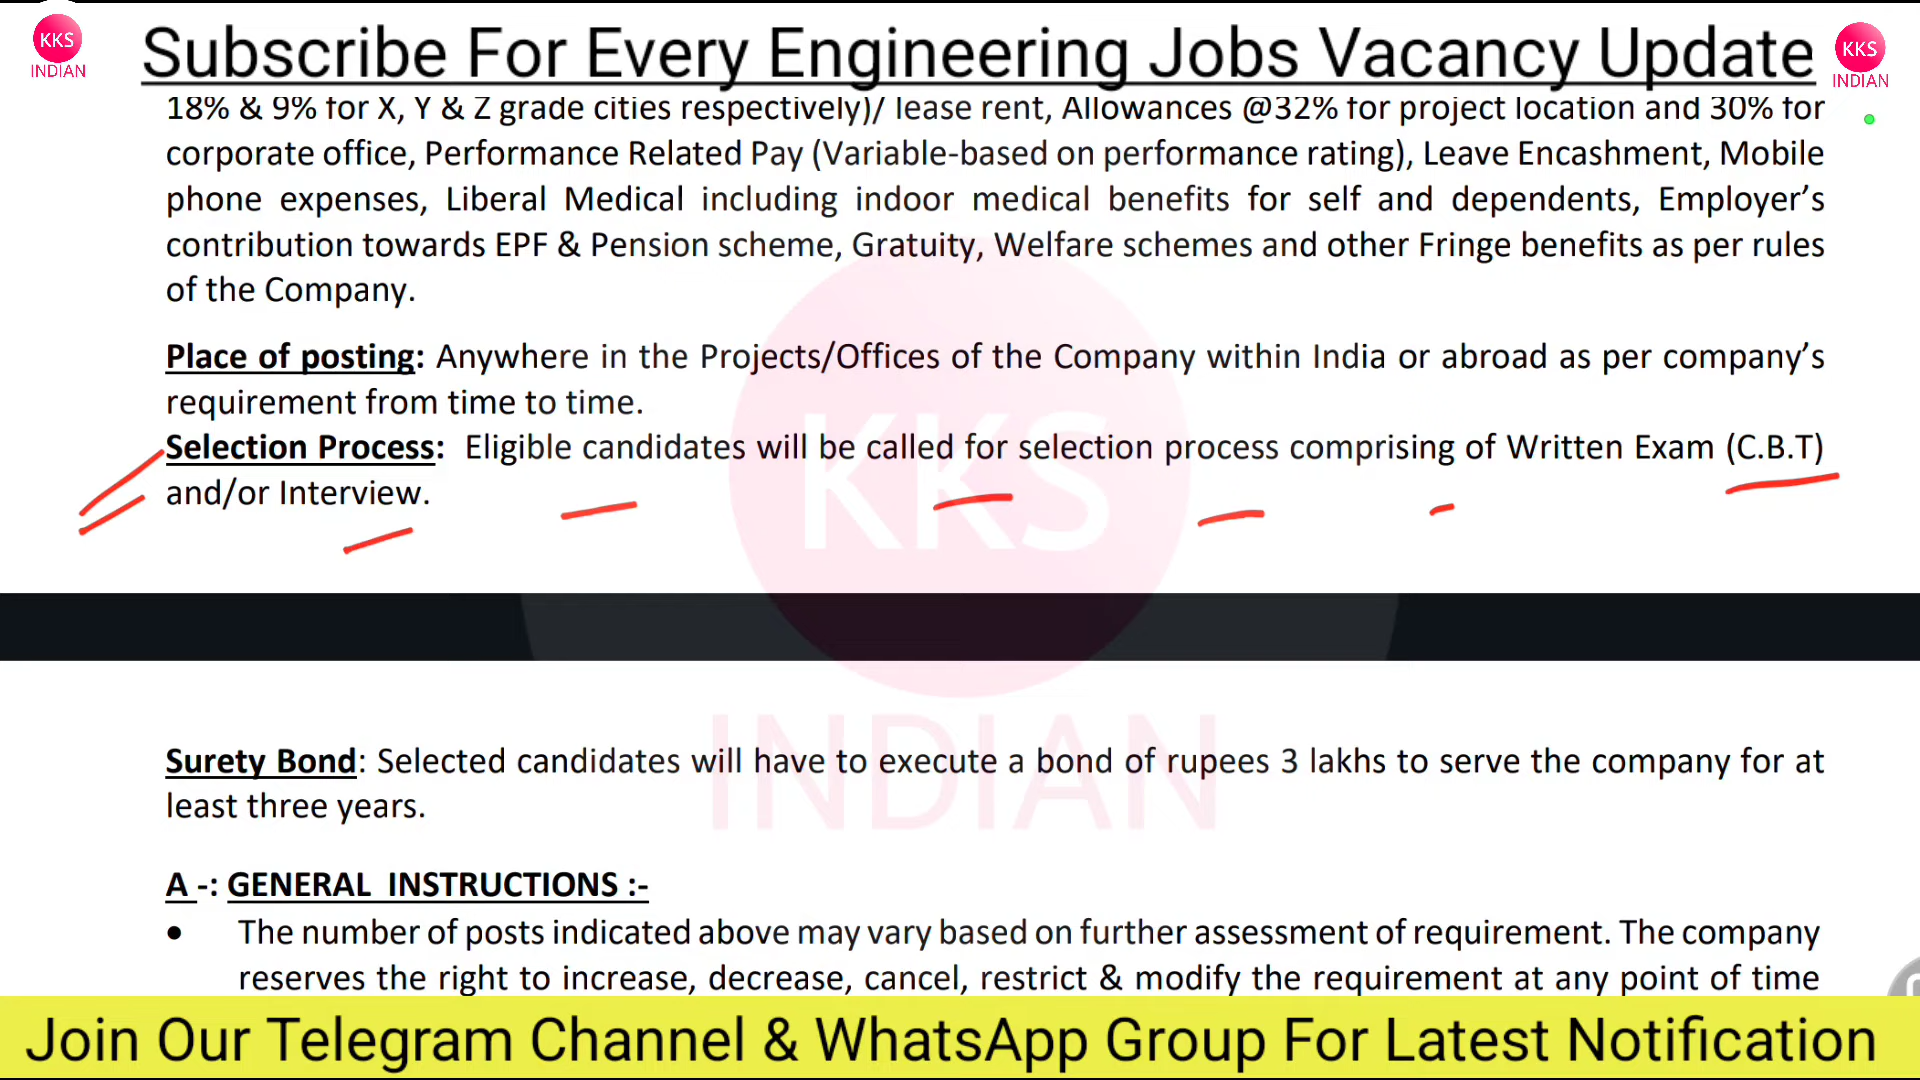 KKS
INDIAN
Subscribe For Every Engineering Jobs Vacancy Update
KKS
INDIAN
18% & 9% for X, Y & Z grade cities respectively)/ lease rent, Allowances @32% for project location and 30% for
corporate office, Performance Related Pay (Variable-based on performance rating), Leave Encashment, Mobile
phone expenses, Liberal Medical including indoor medical benefits for self and dependents, Employer’s
contribution towards EPF & Pension scheme, Gratuity, Welfare schemes and other Fringe benefits as per rules
of the Company.
Place of posting: Anywhere in the Projects/Offices of the Company within India or abroad as per company’s
requirement from time to time.
Selection Process: Eligible candidates will be called for selection process comprising of Written Exam (C.B.T)
and/or Interview.
KKS
INDIAN
Surety Bond: Selected candidates will have to execute a bond of rupees 3 lakhs to serve the company for at
least three years.
A -: GENERAL INSTRUCTIONS :-
• The number of posts indicated above may vary based on further assessment of requirement. The company
reserves the right to increase, decrease, cancel, restrict & modify the requirement at any point of time
Join Our Telegram Channel & WhatsApp Group For Latest Notification